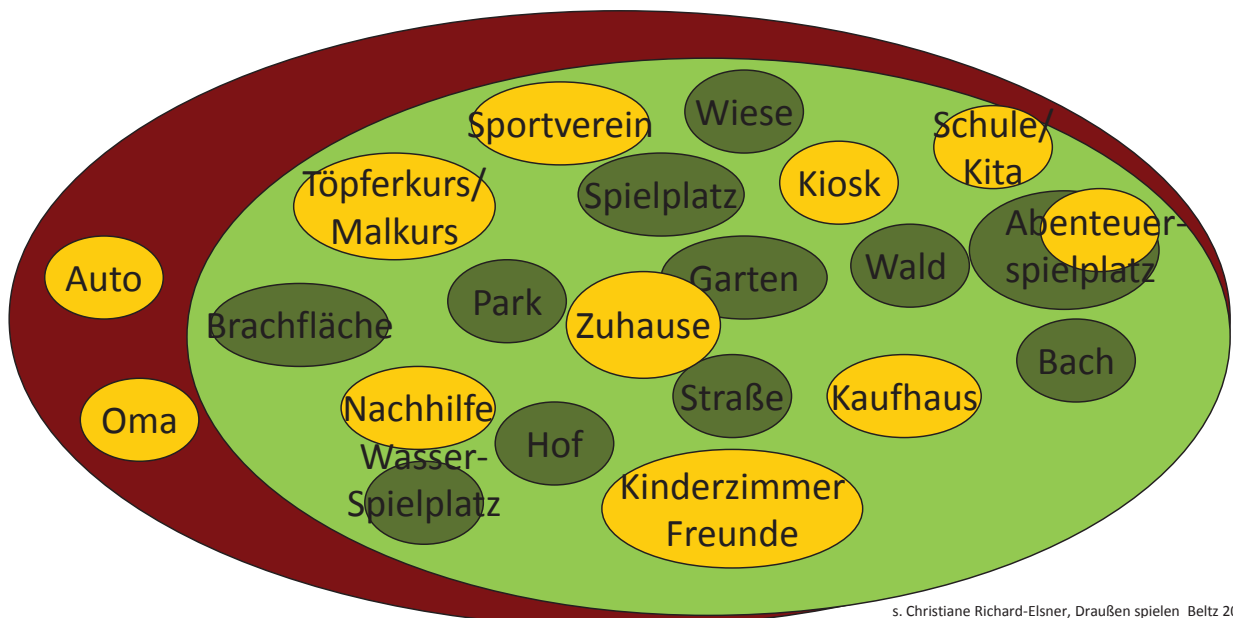 Sportverein
Wiese
Schule/
Kita
Töpferkurs/
Malkurs
Spielplatz
Kiosk
Abenteuer-
spielplatz
Auto
Brachfläche
Park
Zuhause
Garten
Wald
Bach
Oma
Nachhilfe
Straße
Kaufhaus
Wasser-
Spielplatz
Hof
Kinderzimmer
Freunde
s. Christiane Richard-Elsner, Draußen spielen Beltz